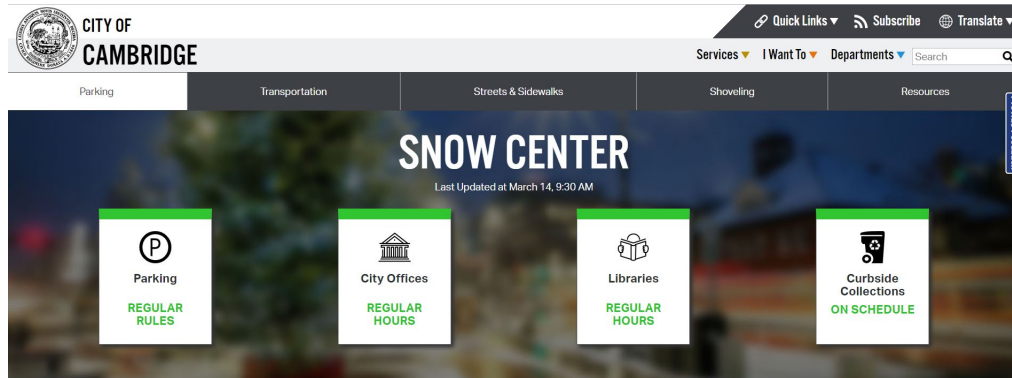 Quick Links
Subscribe
Translate
CITY OF
CAMBRIDGE
Services
I Want To
Departments
Search
Parking
Transportation
Streets & Sidewalks
Shoveling
Resources
SNOW CENTER
Last Updated at March 14, 9:30 AM
P
Parking
REGULAR
RULES
City Offices
REGULAR
HOURS
Libraries
REGULAR
HOURS
Curbside
Collections
ON SCHEDULE